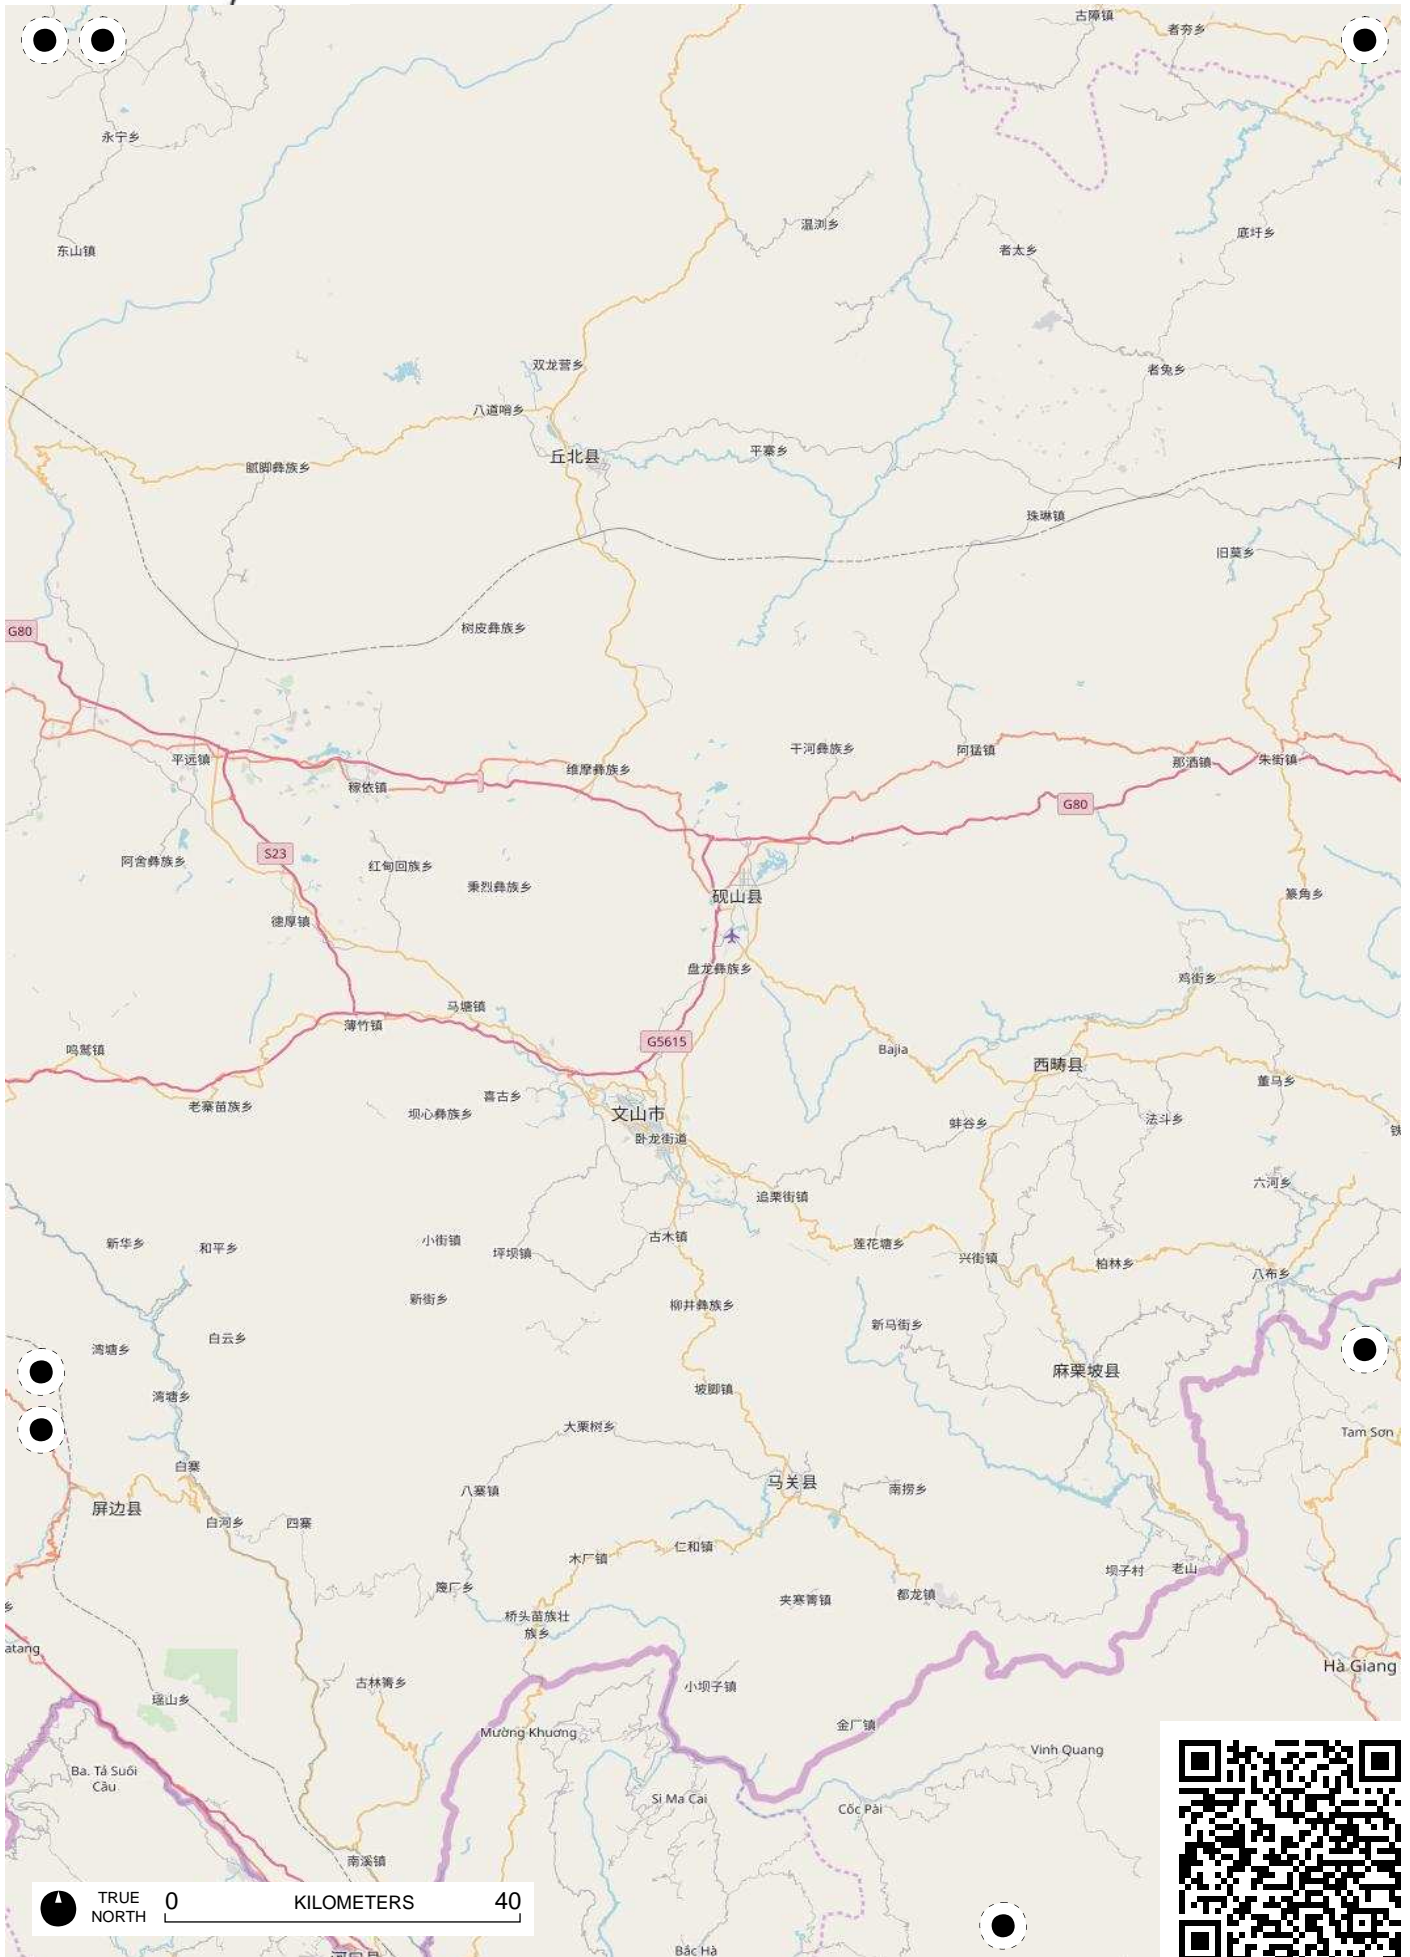 古障镇
者夯乡
永宁乡
温浏乡
底圩乡
东山镇
者太乡
双龙营乡
者兔乡
八道哨乡
平寨乡
丘北县
腻脚彝族乡
珠琳镇
旧莫乡
树皮彝族乡
G80
干河彝族乡
阿猛镇
平远镇
维摩彝族乡
那洒镇
朱街镇
稼依镇
G80
S23
阿舍彝族乡
红甸回族乡
秉烈彝族乡
砚山县
篆角乡
德厚镇
盘龙彝族乡
鸡街乡
马塘镇
薄竹镇
G5615
鸣鹫镇
Bajia
西畴县
董马乡
喜古乡
老寨苗族乡
坝心彝族乡
文山市
蚌谷乡
法斗乡
铁
卧龙街道
六河乡
追栗街镇
新华乡
和平乡
小街镇
坪坝镇
古木镇
莲花塘乡
兴街镇
柏林乡
八布乡
新街乡
柳井彝族乡
新马街乡
白云乡
湾塘乡
麻栗坡县
湾塘乡
坡脚镇
大栗树乡
Tam Sơn
白寨
马关县
八寨镇
南捞乡
屏边县
白河乡
四寨
仁和镇
木厂镇
坝子村
老山
篾厂乡
夹寒箐镇
都龙镇
乡
桥头苗族壮
族乡
atang
Hà Giang
古林箐乡
小坝子镇
瑶山乡
金厂镇
Mường Khương
Vinh Quang
Ba. Tả Suối
Câu
Si Ma Cai
Cốc Pài
南溪镇
TRUE
NORTH
0 KILOMETERS 40
河口县
Bắc Hà